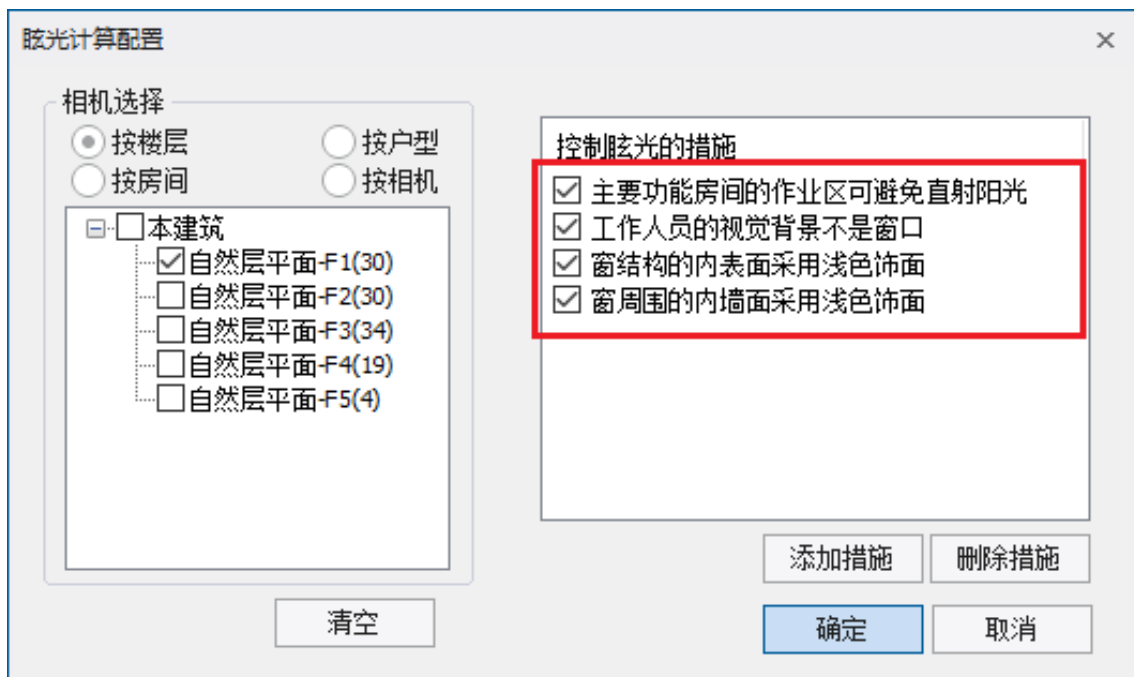 眩光计算配置
相机选择
按楼层 按户型
按房间 按相机
本建筑
自然层平面-F1(30)
自然层平面-F2(30)
自然层平面-F3(34)
自然层平面-F4(19)
自然层平面-F5(4)
清空
控制眩光的措施
主要功能房间的作业区可避免直射阳光
工作人员的视觉背景不是窗口
窗结构的内表面采用浅色饰面
窗周围的内墙面采用浅色饰面
添加措施 删除措施
确定 取消